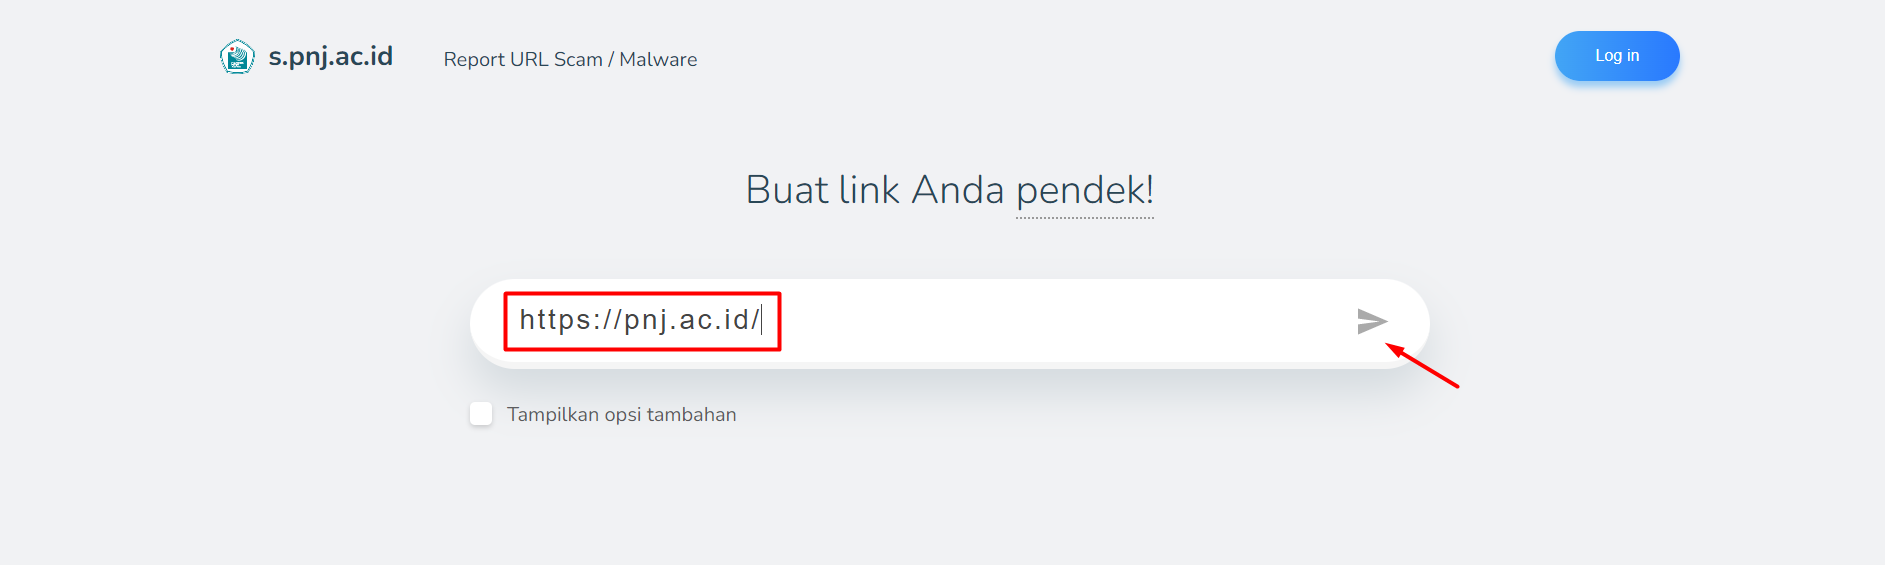 s.pnj.ac.id
Report URL Scam / Malware
Log in
Buat link Anda pendek!
https://pnj.ac.id/
Tampilkan opsi tambahan